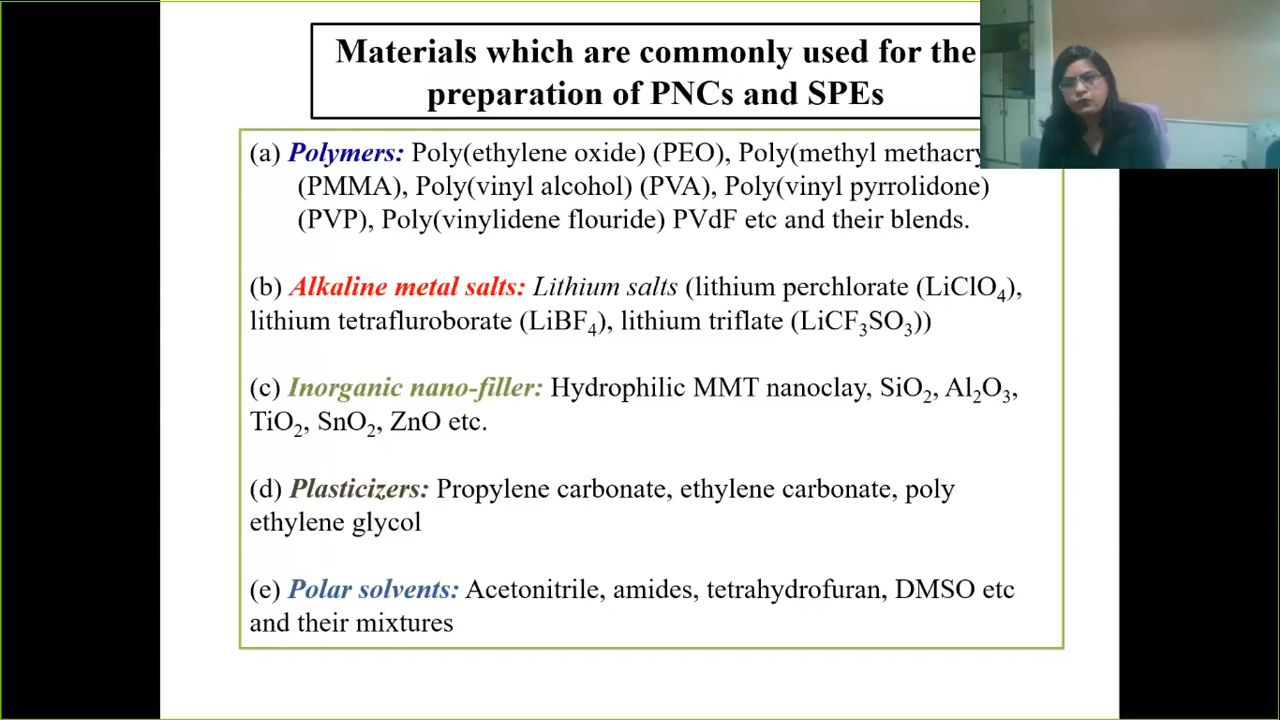 Materials which are commonly used for the
preparation of PNCs and SPEs
(a) Polymers: Poly(ethylene oxide) (PEO), Poly(methyl
(PMMA), Poly(vinyl alcohol) (PVA), Poly(vinyl pyrrolidone)
(PVP), Poly(vinylidene flouride) PVdF etc and their blends.
(b) Alkaline metal salts: Lithium salts (lithium perchlorate (LiClO₄),
lithium tetrafluroborate (LiBF₄), lithium triflate (LiCF₃SO₃))
(c) Inorganic nano-filler: Hydrophilic MMT nanoclay, SiO₂, Al₂O₃,
TiO₂, SnO₂, ZnO etc.
(d) Plasticizers: Propylene carbonate, ethylene carbonate, poly
ethylene glycol
(e) Polar solvents: Acetonitrile, amides, tetrahydrofuran, DMSO etc
and their mixtures